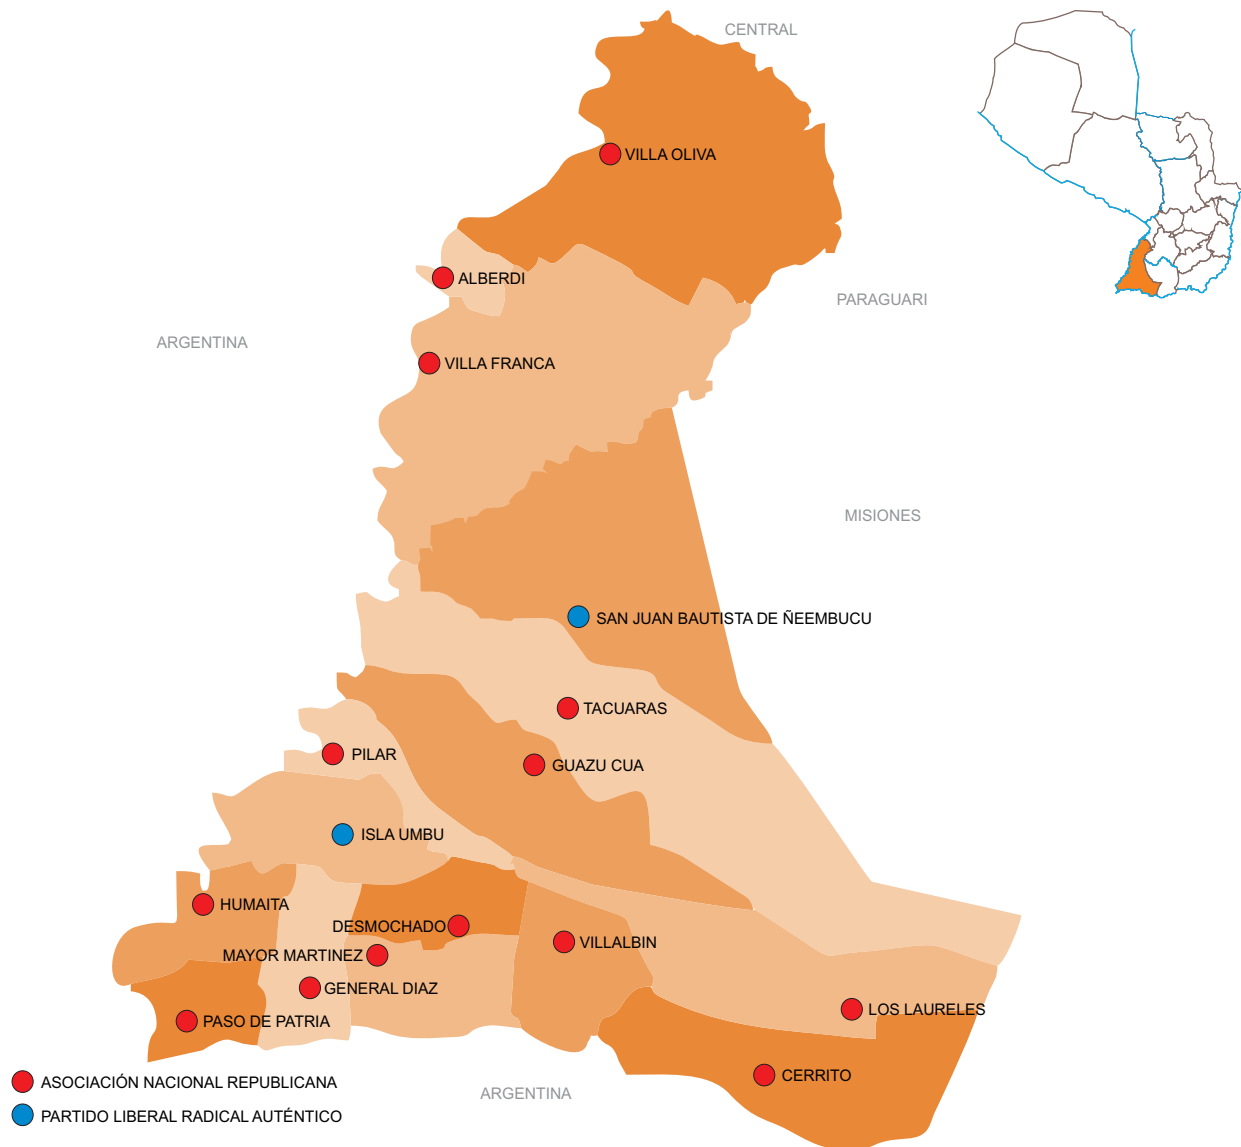 CENTRAL
VILLA OLIVA
ALBERDI
PARAGUARI
ARGENTINA
VILLA FRANCA
MISIONES
SAN JUAN BAUTISTA DE ÑEEMBUCU
TACUARAS
PILAR
GUAZU CUA
ISLA UMBU
HUMAITA
DESMOCHADO
VILLALBIN
MAYOR MARTINEZ
GENERAL DIAZ
LOS LAURELES
PASO DE PATRIA
CERRITO
ASOCIACIÓN NACIONAL REPUBLICANA
ARGENTINA
PARTIDO LIBERAL RADICAL AUTÉNTICO